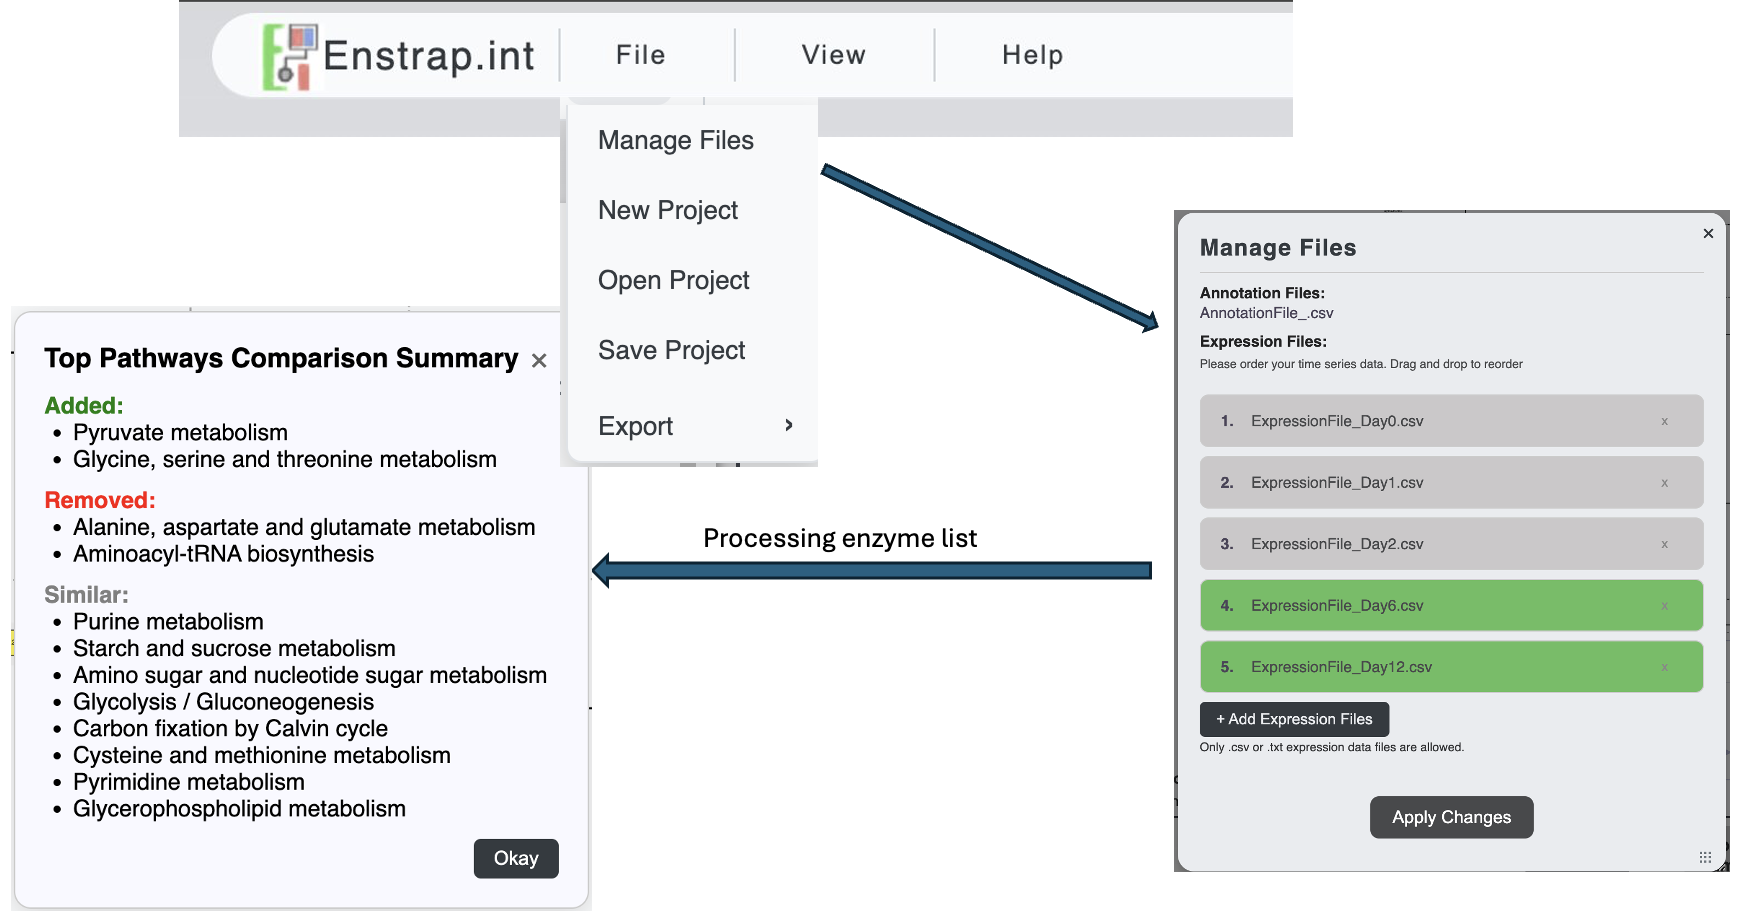 Enstrap.int
File
View
Help
Manage Files
New Project
Open Project
Save Project
Export
Manage Files
Annotation Files:
AnnotationFile_.csv
Expression Files:
Please order your time series data. Drag and drop to reorder
1. ExpressionFile_Day0.csv x
2. ExpressionFile_Day1.csv x
3. ExpressionFile_Day2.csv x
4. ExpressionFile_Day6.csv x
5. ExpressionFile_Day12.csv x
+ Add Expression Files
Only .csv or .txt expression data files are allowed.
Apply Changes
Processing enzyme list
Top Pathways Comparison Summary
Added:
• Pyruvate metabolism
• Glycine, serine and threonine metabolism
Removed:
• Alanine, aspartate and glutamate metabolism
• Aminoacyl-tRNA biosynthesis
Similar:
• Purine metabolism
• Starch and sucrose metabolism
• Amino sugar and nucleotide sugar metabolism
• Glycolysis / Gluconeogenesis
• Carbon fixation by Calvin cycle
• Cysteine and methionine metabolism
• Pyrimidine metabolism
• Glycerophospholipid metabolism
Okay